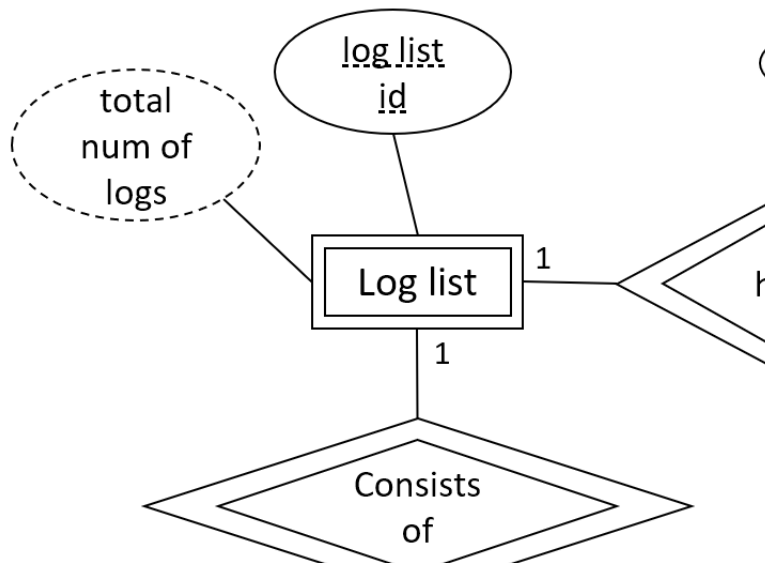 log list
id
total
num of
logs
Log list
1
1
Consists
of